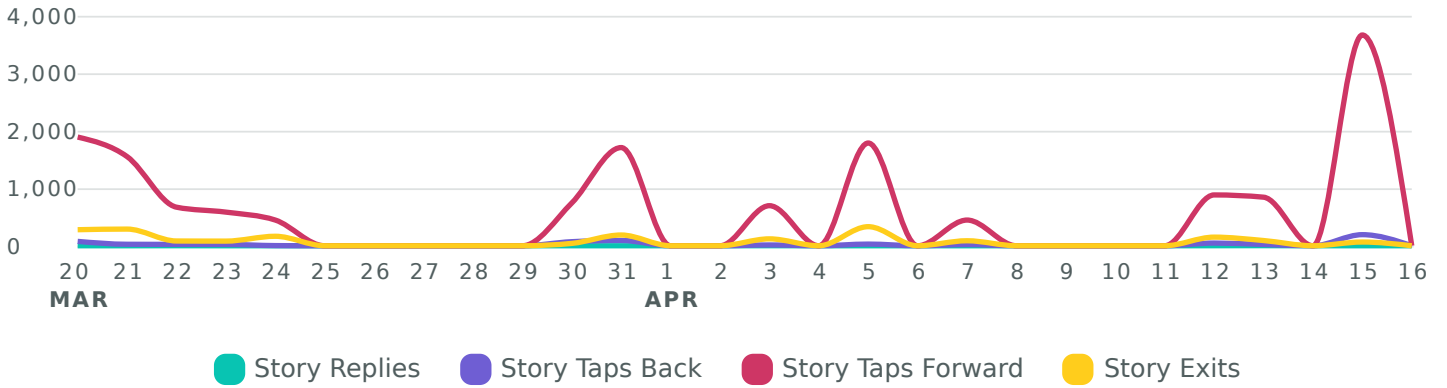 4,000
3,000
2,000
1,000
0
20 21 22 23 24 25 26 27 28 29 30 31 1 2 3 4 5 6 7 8 9 10 11 12 13 14 15 16
MAR APR
Story Replies Story Taps Back Story Taps Forward Story Exits